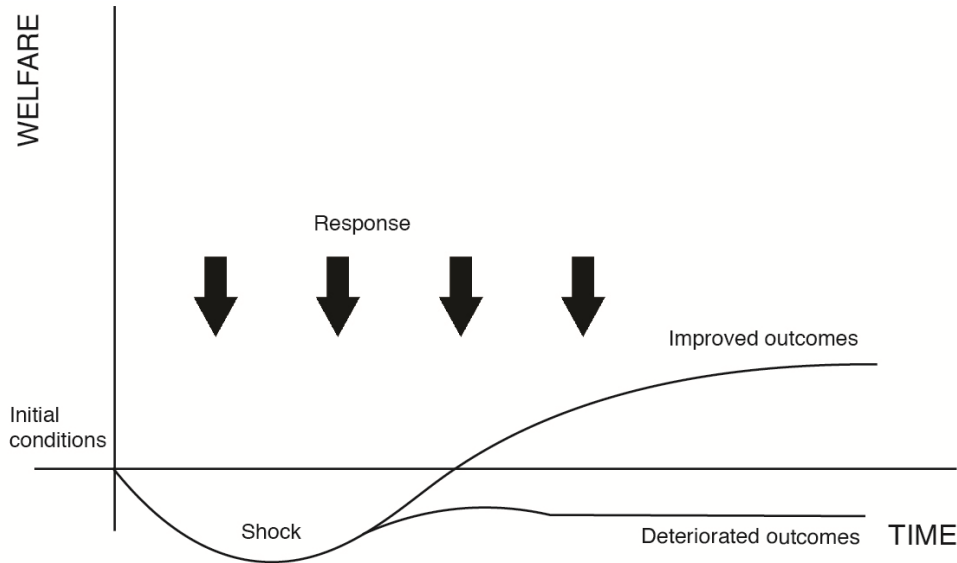 WELFARE
Response
Improved outcomes
Initial
conditions
Shock
Deteriorated outcomes
TIME